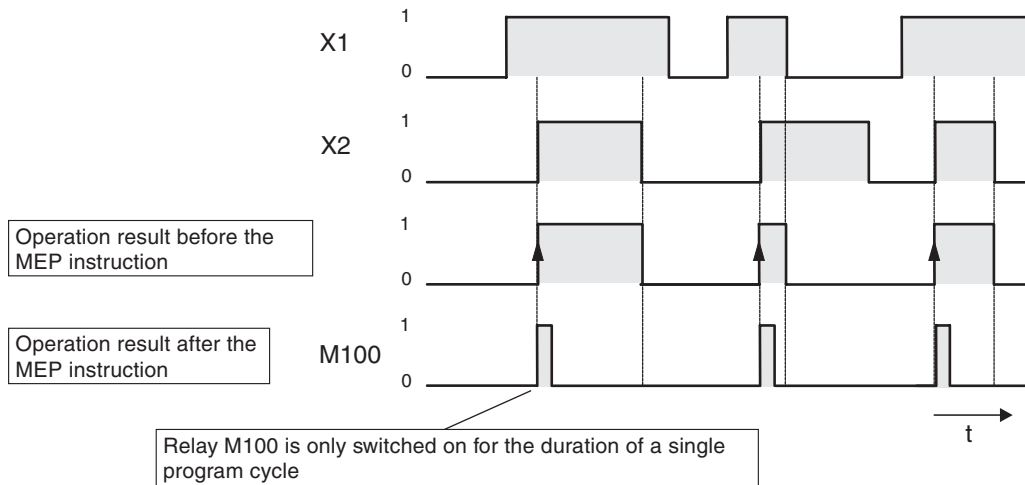 1
X1
0
1
X2
0
Operation result before the
MEP instruction
1
0
Operation result after the
MEP instruction
1
M100
0
t
Relay M100 is only switched on for the duration of a single
program cycle